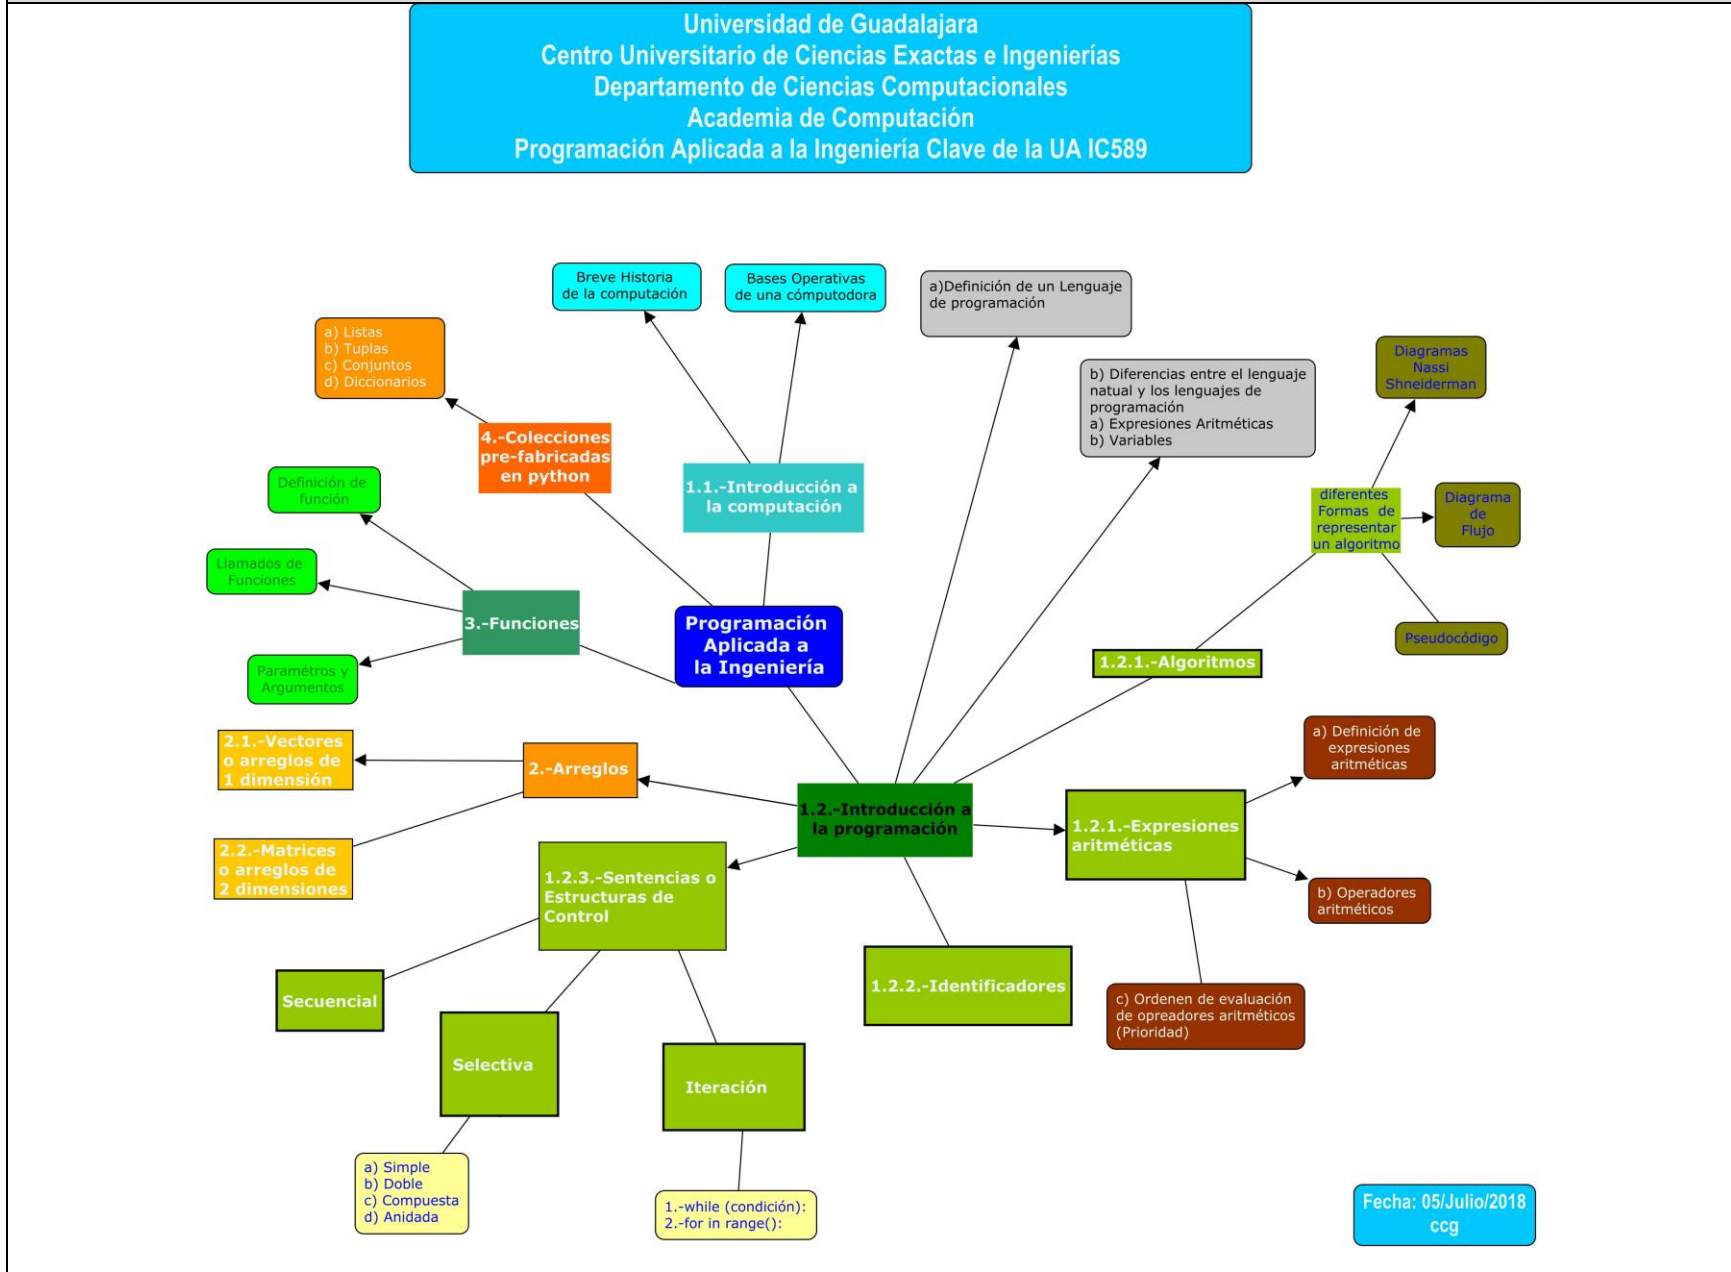 Universidad de Guadalajara
Centro Universitario de Ciencias Exactas e Ingenierías
Departamento de Ciencias Computacionales
Academia de Computación
Programación Aplicada a la Ingeniería Clave de la UA IC589
Breve Historia
de la computación
Bases Operativas
de una cómputodora
a)Definición de un Lenguaje
de programación
a) Listas
b) Tuplas
c) Conjuntos
d) Diccionarios
b) Diferencias entre el lenguaje
natual y los lenguajes de
programación
a) Expresiones Aritméticas
b) Variables
Diagramas
Nassi
Shneiderman
4.-Colecciones
pre-fabricadas
en python
1.1.-Introducción a
la computación
Definición de
función
diferentes
Formas de
representar
un algoritmo
Diagrama
de
Flujo
Llamados de
Funciones
3.-Funciones
Programación
Aplicada a
la Ingeniería
Pseudocódigo
1.2.1.-Algoritmos
Paramétros y
Argumentos
2.1.-Vectores
o arreglos de
1 dimensión
2.-Arreglos
a) Definición de
expresiones
aritméticas
1.2.-Introducción a
la programación
1.2.1.-Expresiones
aritméticas
2.2.-Matrices
o arreglos de
2 dimensiones
1.2.3.-Sentencias o
Estructuras de
Control
b) Operadores
aritméticos
Secuencial
1.2.2.-Identificadores
c) Ordenen de evaluación
de opreadores aritméticos
(Prioridad)
Selectiva
Iteración
a) Simple
b) Doble
c) Compuesta
d) Anidada
1.-while (condición):
2.-for in range():
Fecha: 05/Julio/2018
ccg